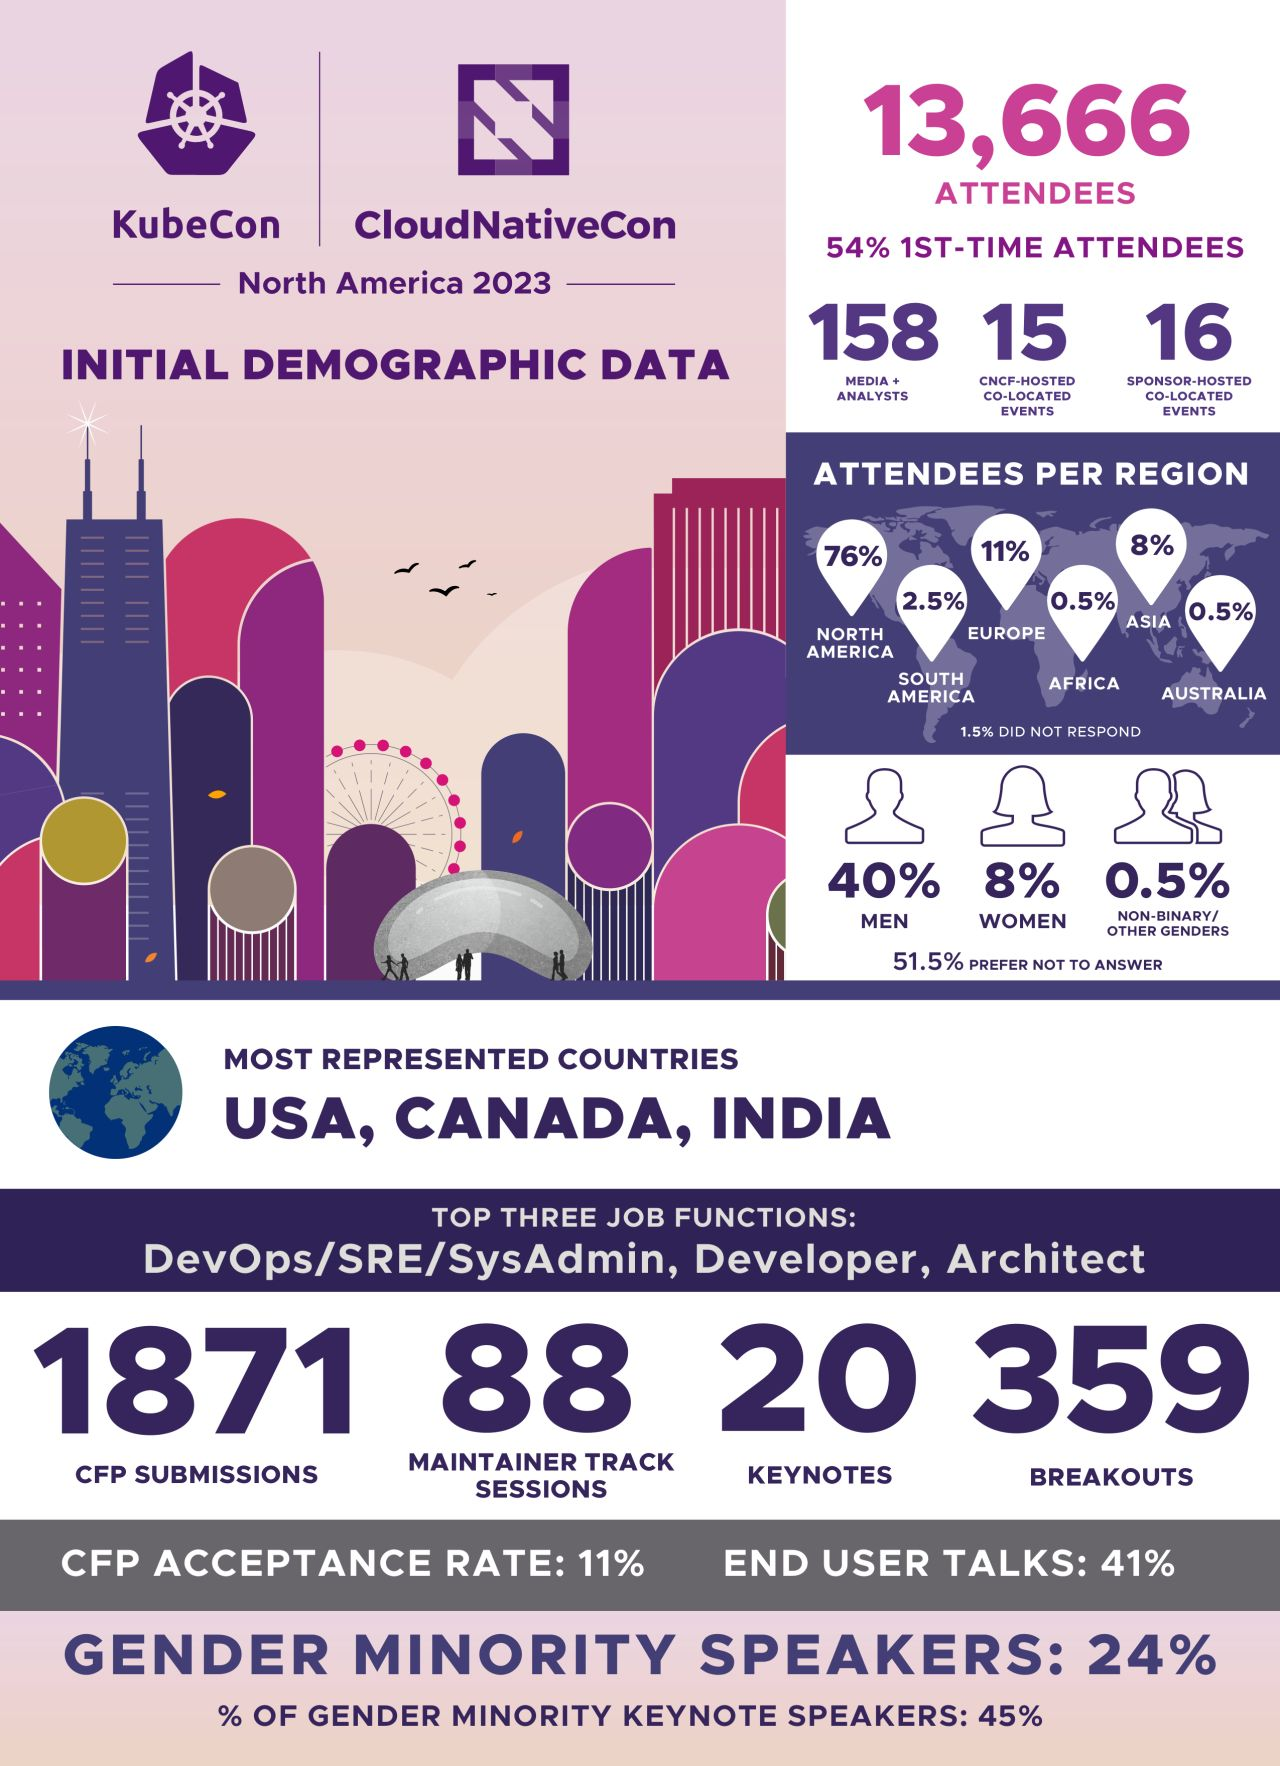 KubeCon
CloudNativeCon
North America 2023
INITIAL DEMOGRAPHIC DATA
13,666
ATTENDEES
54% 1ST-TIME ATTENDEES
158
MEDIA +
ANALYSTS
15
CNCF-HOSTED
CO-LOCATED
EVENTS
16
SPONSOR-HOSTED
CO-LOCATED
EVENTS
ATTENDEES PER REGION
76%
NORTH
AMERICA
2.5%
SOUTH
AMERICA
11%
EUROPE
0.5%
AFRICA
8%
ASIA
0.5%
AUSTRALIA
1.5% DID NOT RESPOND
40%
MEN
8%
WOMEN
0.5%
NON-BINARY/
OTHER GENDERS
51.5% PREFER NOT TO ANSWER
MOST REPRESENTED COUNTRIES
USA, CANADA, INDIA
TOP THREE JOB FUNCTIONS:
DevOps/SRE/SysAdmin, Developer, Architect
1871
CFP SUBMISSIONS
88
MAINTAINER TRACK
SESSIONS
20
KEYNOTES
359
BREAKOUTS
CFP ACCEPTANCE RATE: 11%
END USER TALKS: 41%
GENDER MINORITY SPEAKERS: 24%
% OF GENDER MINORITY KEYNOTE SPEAKERS: 45%